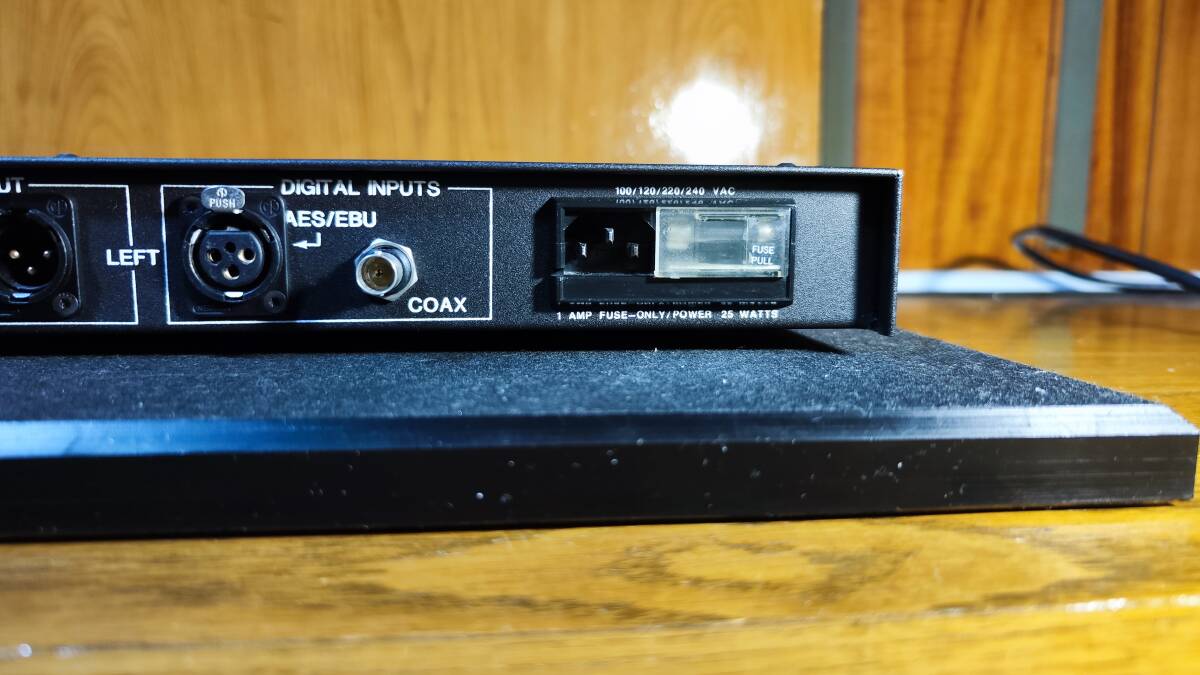 UT
LEFT
DIGITAL INPUTS
PUSH
AES/EBU
COAX
100/120/220/240 VAC
FUSE
PULL
1 AMP FUSE-ONLY/POWER 25 WATTS